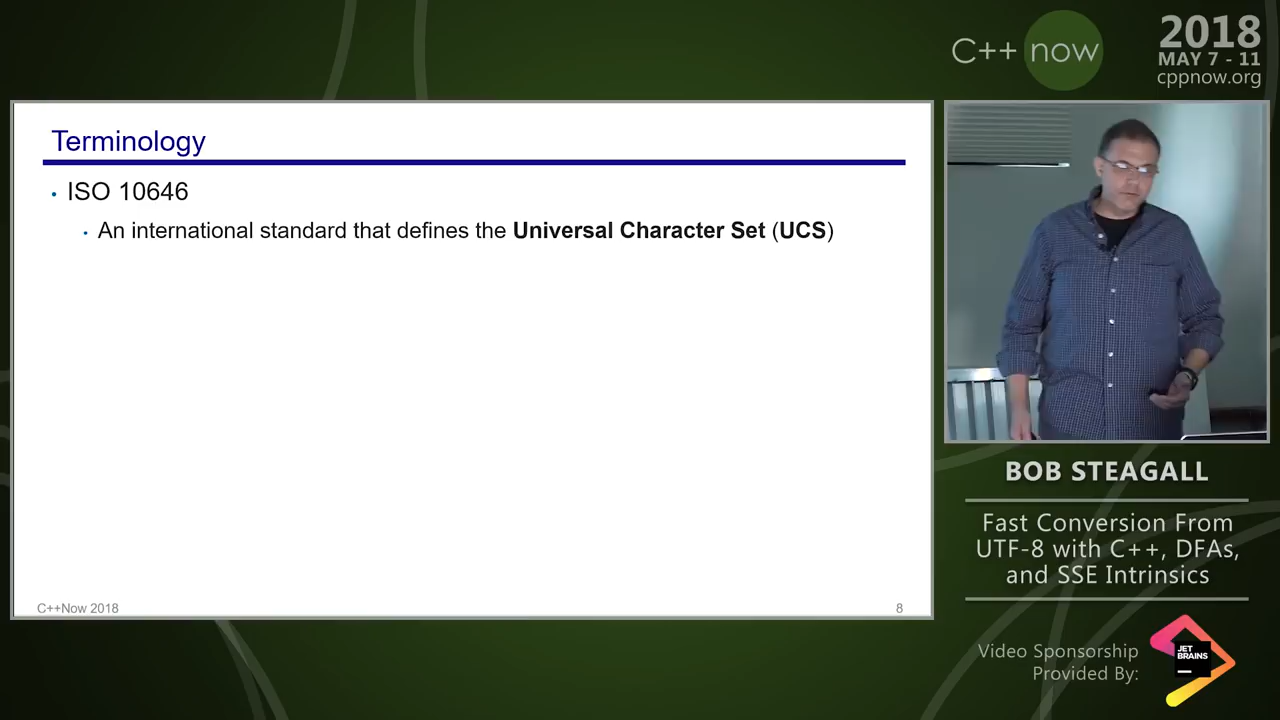 C++ now
2018
MAY 7 - 11
cppnow.org
Terminology
• ISO 10646
• An international standard that defines the Universal Character Set (UCS)
C++Now 2018
8
BOB STEAGALL
Fast Conversion From
UTF-8 with C++, DFAs,
and SSE Intrinsics
Video Sponsorship
Provided By:
JET
BRAINS